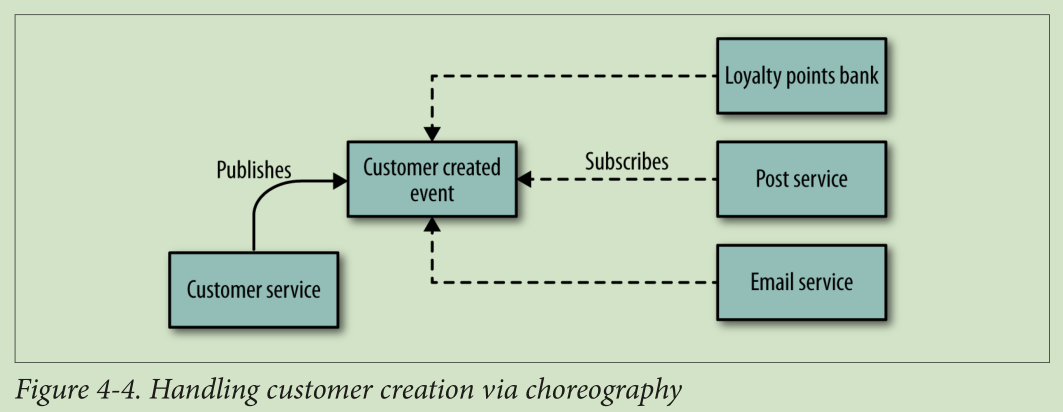 Loyalty points bank
Publishes
Customer created
event
Subscribes
Post service
Customer service
Email service
Figure 4-4. Handling customer creation via choreography